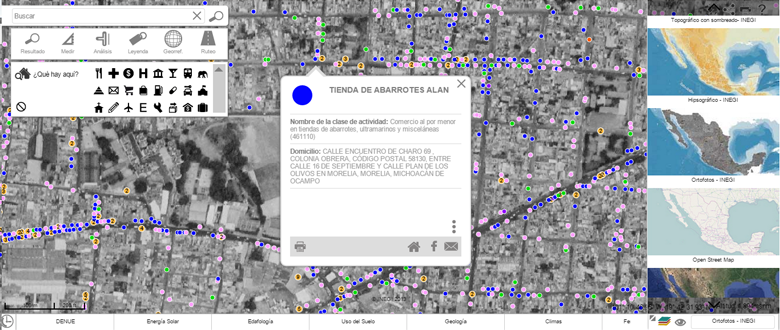 Buscar
Resultado Medir Análisis Leyenda Georref. Rutas
¿Qué hay aquí?
TIENDA DE ABARROTES ALAN
Nombre de la clase de actividad: Comercio al por menor
en tiendas de abarrotes, ultramarinos y misceláneas
(461110)
Domicilio: CALLE ENCUENTRO DE CHARO 69 ,
COLONIA OBRERA, CÓDIGO POSTAL 58130, ENTRE
CALLE 16 DE SEPTIEMBRE Y CALLE PLAN DE LOS
OLIVOS EN MORELIA, MORELIA, MICHOACÁN DE
OCAMPO
Topográfico con sombreado- INEGI
Hipsográfico - INEGI
Ortofotos - INEGI
Open Street Map
DENUE Energía Solar Edafología Uso del Suelo Geología Climas Fe
Ortofotos - INEGI